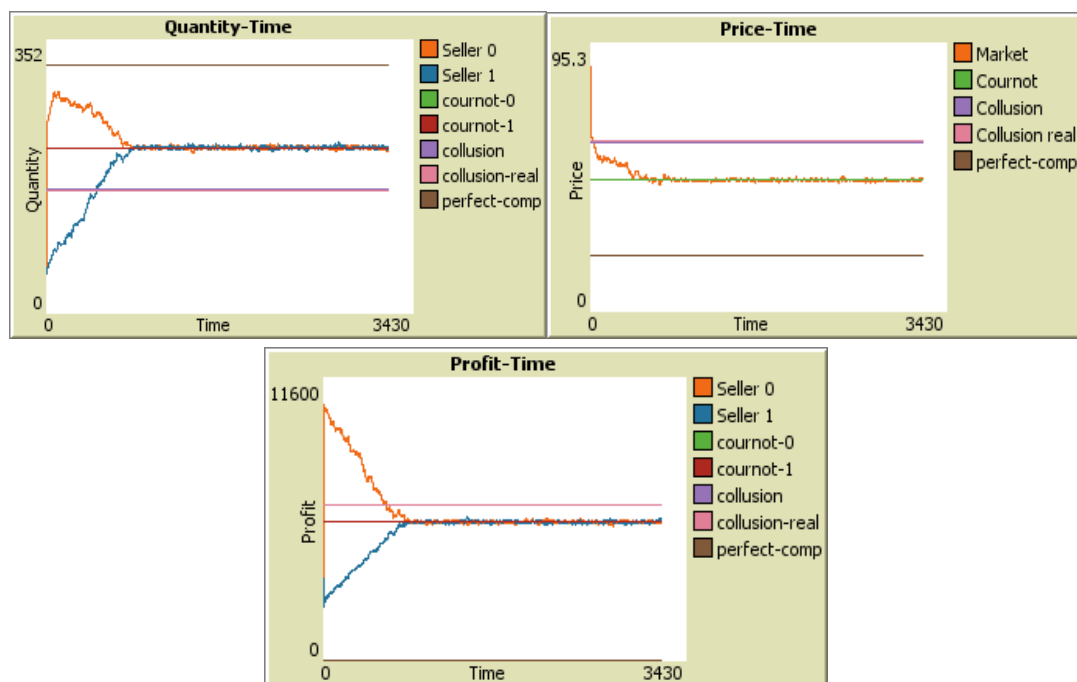 Quantity-Time
352
Quantity
0
0
Time
3430
Seller 0
Seller 1
cournot-0
cournot-1
collusion
collusion-real
perfect-comp
Price-Time
95.3
Price
0
0
Time
3430
Market
Cournot
Collusion
Collusion real
perfect-comp
Profit-Time
11600
Profit
0
0
Time
3430
Seller 0
Seller 1
cournot-0
cournot-1
collusion
collusion-real
perfect-comp